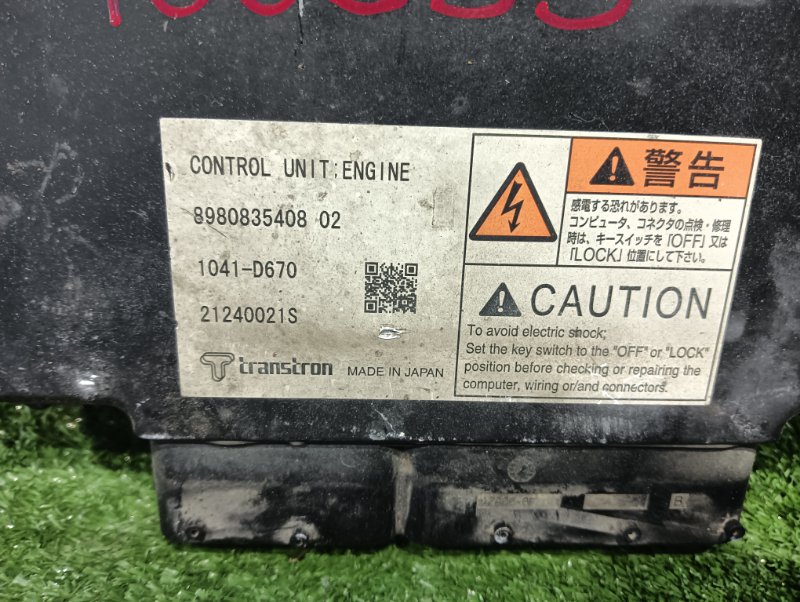 CONTROL UNIT:ENGINE
8980835408 02
1041-D670
21240021S
transtron MADE IN JAPAN
警告
感電する恐れがあります。
コンピュータ、コネクタの点検・修理
時は、キースイッチを「OFF」又は
「LOCK」位置にして下さい。
CAUTION
To avoid electric shock;
Set the key switch to the "OFF" or "LOCK"
position before checking or repairing the
computer, wiring or/and connectors.
B